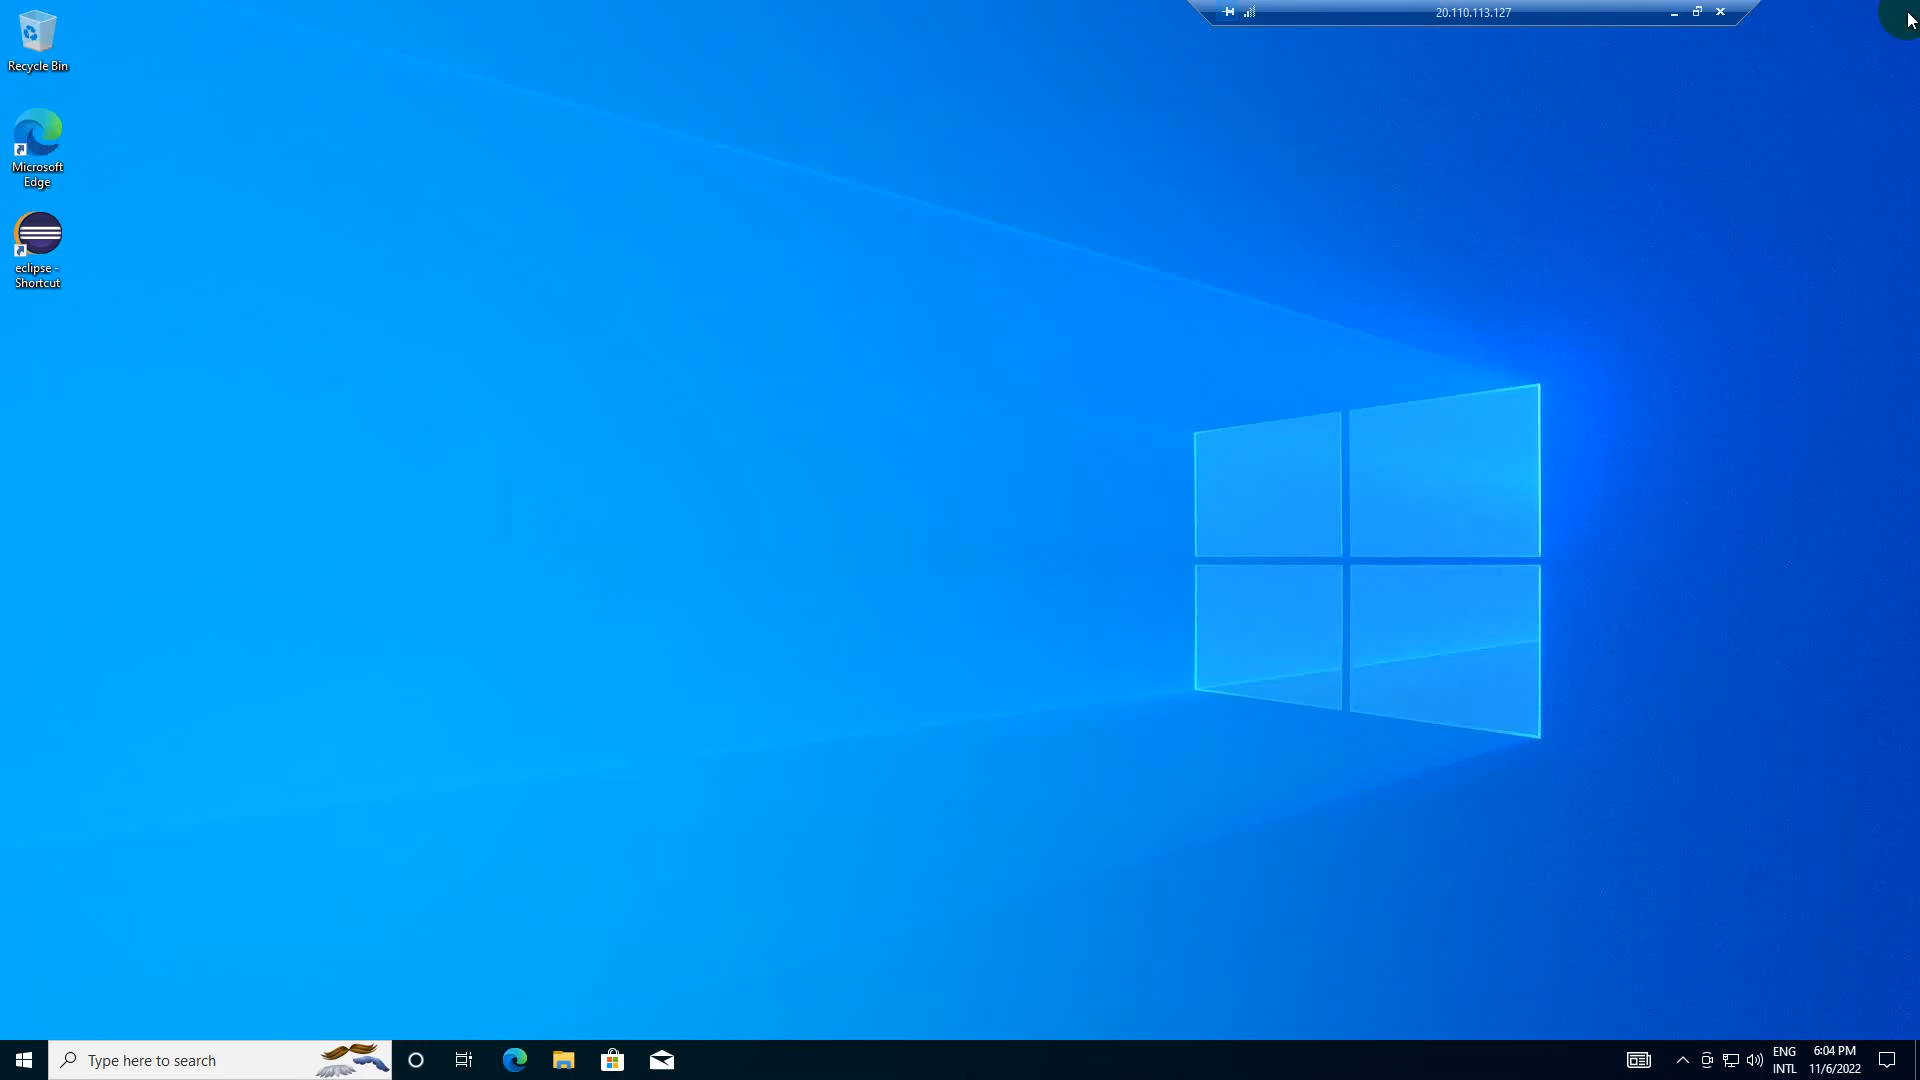 20.110.113.127
Recycle Bin
Microsoft
Edge
eclipse -
Shortcut
Type here to search
ENG
INTL
6:04 PM
11/6/2022